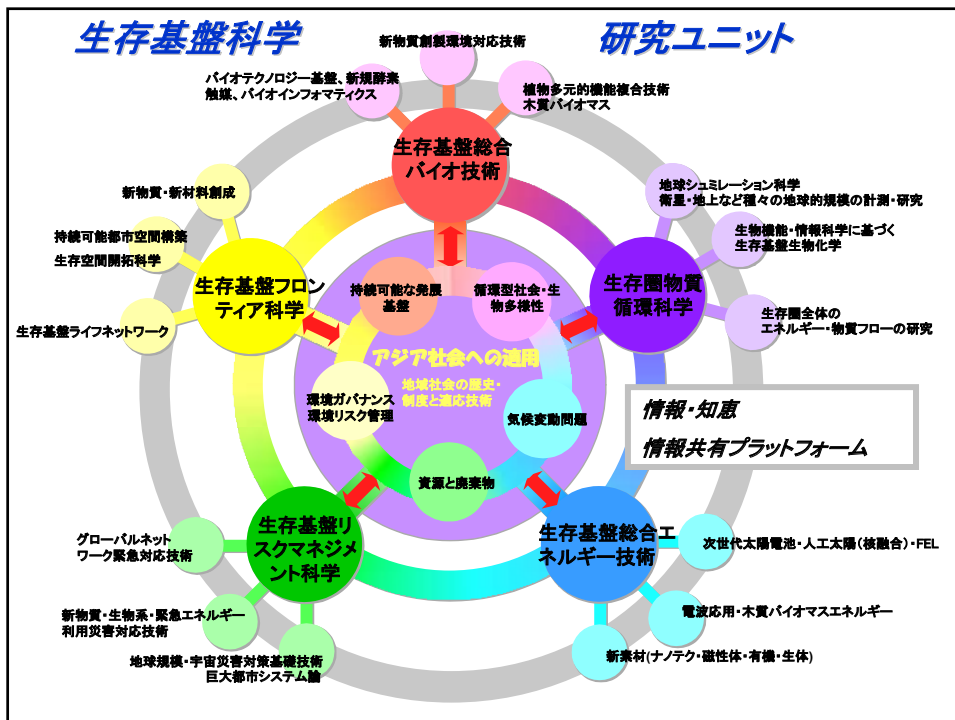 生存基盤科学
研究ユニット
新物質創製環境対応技術
バイオテクノロジー基盤、新規酵素
触媒、バイオインフォマティクス
植物多元的機能複合技術
木質バイオマス
生存基盤総合
バイオ技術
新物質・新材料創成
持続可能都市空間構築
生存空間開拓科学
生存基盤ライフネットワーク
生存基盤フロン
ティア科学
地球シュミレーション科学
衛星・地上など種々の地球的規模の計測・研究
生物機能・情報科学に基づく
生存基盤生物化学
生存圏全体の
エネルギー・物質フローの研究
生存圏物質
循環科学
持続可能な発展
基盤
循環型社会・生
物多様性
アジア社会への適用
地域社会の歴史・
制度と適応技術
環境ガバナンス
環境リスク管理
気候変動問題
資源と廃棄物
情報・知恵
情報共有プラットフォーム
生存基盤リ
スクマネジメ
ント科学
生存基盤総合エ
ネルギー技術
グローバルネット
ワーク緊急対応技術
新物質・生物系・緊急エネルギー
利用災害対応技術
地球規模・宇宙災害対策基礎技術
巨大都市システム論
次世代太陽電池・人工太陽(核融合)・FEL
電波応用・木質バイオマスエネルギー
新素材(ナノテク・磁性体・有機・生体)